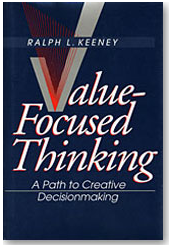 RALPH L. KEENEY
Value-
Focused
Thinking
A Path to Creative
Decisionmaking